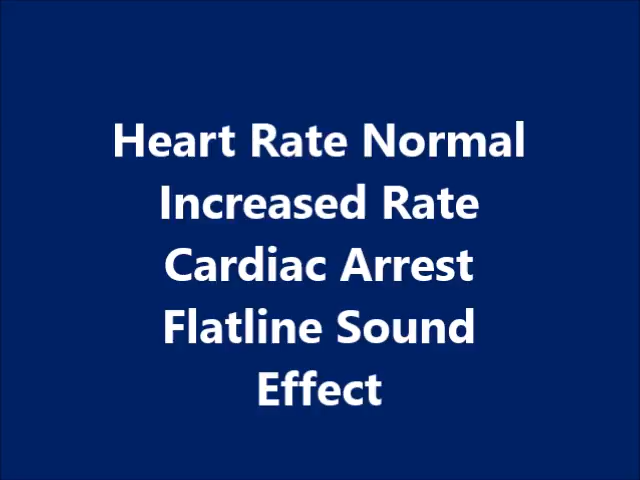 Heart Rate Normal
Increased Rate
Cardiac Arrest
Flatline Sound
Effect